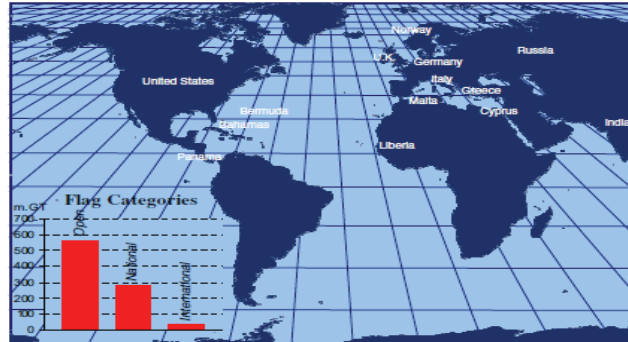 Norway
Russia
U.K.
Germany
United States
Italy
Greece
Malta
Cyprus
Bermuda
Bahamas
India
Liberia
Panama
Flag Categories
m.GT
700
600
500
400
300
200
100
0
Open
National
International